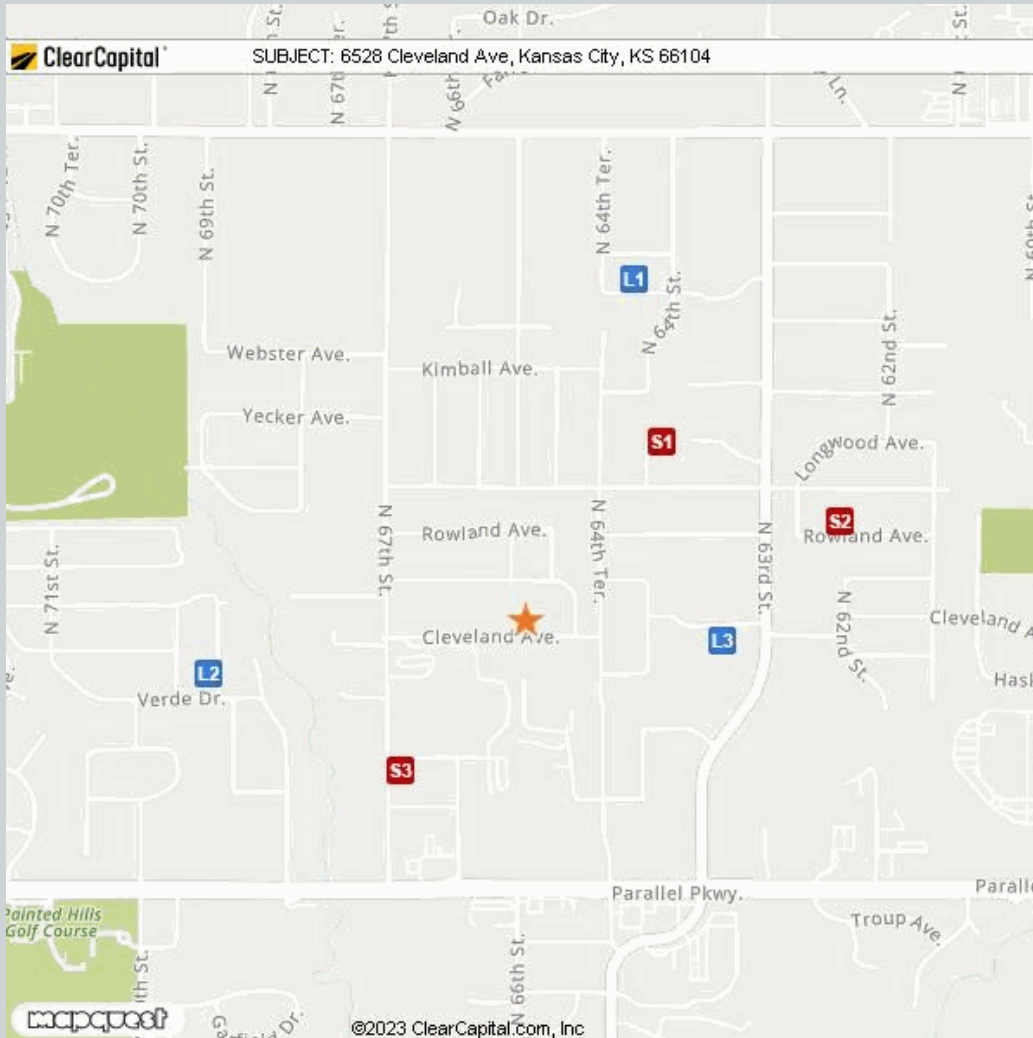 Oak Dr.
ClearCapital
SUBJECT: 6528 Cleveland Ave, Kansas City, KS 66104
N 70th Ter.
N 70th St.
N 69th St.
N 64th Ter.
L1
N 64th St.
Webster Ave.
Kimball Ave.
N 62nd St.
Yecker Ave.
S1
Longwood Ave.
N 67th St.
Rowland Ave.
N 64th Ter.
N 63rd St.
S2
Rowland Ave.
N 71st St.
Cleveland Ave.
L3
N 62nd St.
Cleveland
L2
Verde Dr.
S3
Parallel Pkwy.
Painted Hills
Golf Course
Troup Ave.
N 66th St.
mapquest
©2023 ClearCapital.com, Inc